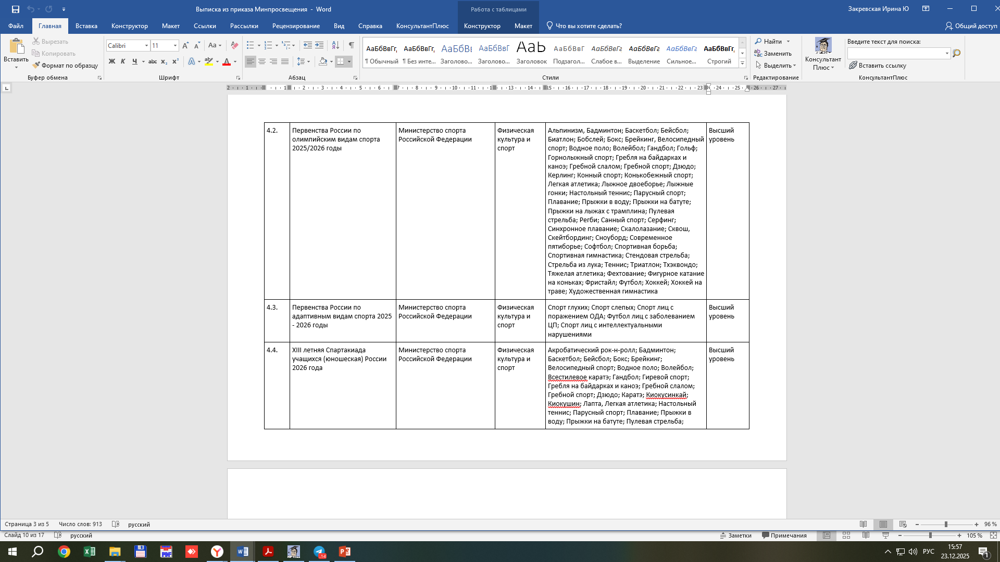 Выписка из приказа Минпросвещения - Word
Работа с таблицами
Закревская Ирина Ю
Файл
Главная
Вставка
Конструктор
Макет
Ссылки
Рассылки
Рецензирование
Вид
Справка
КонсультантПлюс
Конструктор
Макет
Что вы хотите сделать?
Общий доступ
Вставить
Вырезать
Копировать
Формат по образцу
Буфер обмена
Calibri
11
Aa
Ж К Ч abc x₂ x²
Шрифт
Абзац
АаБбВвГг,
АаБбВвГг,
АаБбВв
АаБбВвГ
АаЬ
АаБбВвГ
АаБбВвГг
АаБбВвГг
АаБбВвГг
АаБбВвГг,
¶ Обычный
¶ Без инте...
Заголово...
Заголово...
Заголовок
Подзагол...
Слабое в...
Выделение
Сильное...
Строгий
Стили
Найти
Заменить
Выделить
Редактирование
Консультант
Плюс
Введите текст для поиска:
Вставить ссылку
КонсультантПлюс
2 1 1 2 3 4 5 6 7 8 9 10 11 13 14 15 16 17 18 19 20 21 22 23 24 25 26 27
4.2.
Первенства России по
олимпийским видам спорта
2025/2026 годы
Министерство спорта
Российской Федерации
Физическая
культура и
спорт
Альпинизм, Бадминтон; Баскетбол; Бейсбол;
Биатлон; Бобслей; Бокс; Брейкинг, Велосипедный
спорт; Водное поло; Волейбол; Гандбол; Гольф;
Горнолыжный спорт; Гребля на байдарках и
каноэ; Гребной слалом; Гребной спорт; Дзюдо;
Керлинг; Конный спорт; Конькобежный спорт;
Легкая атлетика; Лыжное двоеборье; Лыжные
гонки; Настольный теннис; Парусный спорт;
Плавание; Прыжки в воду; Прыжки на батуте;
Прыжки на лыжах с трамплина; Пулевая
стрельба; Регби; Санный спорт; Серфинг;
Синхронное плавание; Скалолазание; Сквош,
Скейтбординг; Сноуборд; Современное
пятиборье; Софтбол; Спортивная борьба;
Спортивная гимнастика; Стендовая стрельба;
Стрельба из лука; Теннис; Триатлон; Тхэквондо;
Тяжелая атлетика; Фехтование; Фигурное катание
на коньках; Фристайл; Футбол; Хоккей; Хоккей на
траве; Художественная гимнастика
Высший
уровень
4.3.
Первенства России по
адаптивным видам спорта 2025
- 2026 годы
Министерство спорта
Российской Федерации
Физическая
культура и
спорт
Спорт глухих; Спорт слепых; Спорт лиц с
поражением ОДА; Футбол лиц с заболеванием
ЦП; Спорт лиц с интеллектуальными
нарушениями
Высший
уровень
4.4.
XIII летняя Спартакиада
учащихся (юношеская) России
2026 года
Министерство спорта
Российской Федерации
Физическая
культура и
спорт
Акробатический рок-н-ролл; Бадминтон;
Баскетбол; Бейсбол; Бокс; Брейкинг;
Велосипедный спорт; Водное поло; Волейбол;
Всестилевое каратэ; Гандбол; Гиревой спорт;
Гребля на байдарках и каноэ; Гребной слалом;
Гребной спорт; Дзюдо; Каратэ; Киокусинкай;
Киокушин; Лапта, Легкая атлетика; Настольный
теннис; Парусный спорт; Плавание; Прыжки в
воду; Прыжки на батуте; Пулевая стрельба;
Высший
уровень
Страница 3 из 5
Число слов: 913
русский
96 %
Слайд 10 из 17
русский
Заметки
Примечания
105 %
14
РУС
15:57
23.12.2025
1